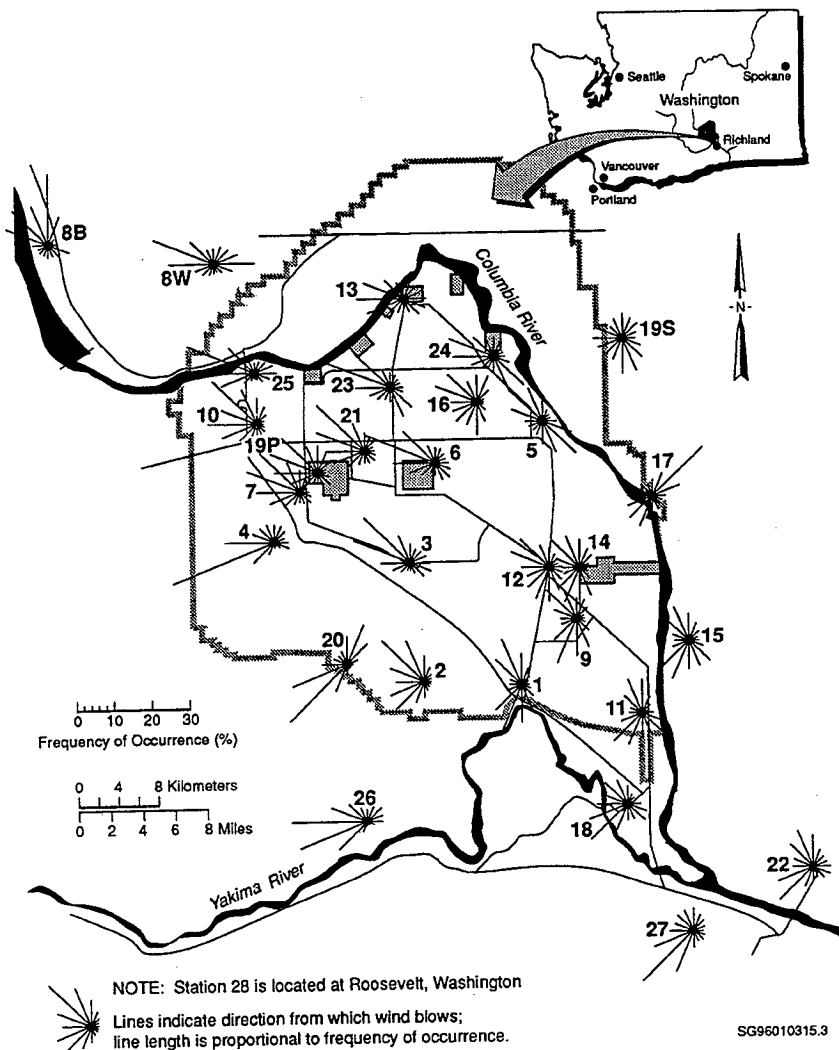 Seattle
Spokane
Washington
Richland
Vancouver
Portland
8B
8W
13
Columbia River
-N-
19S
24
25
23
16
10
21
19P
6
5
17
7
4
3
12
14
9
15
20
2
1
11
0 10 20 30
Frequency of Occurrence (%)
0 4 8 Kilometers
0 2 4 6 8 Miles
26
18
22
Yakima River
27
NOTE: Station 28 is located at Roosevelt, Washington
Lines indicate direction from which wind blows;
line length is proportional to frequency of occurrence.
SG96010315.3